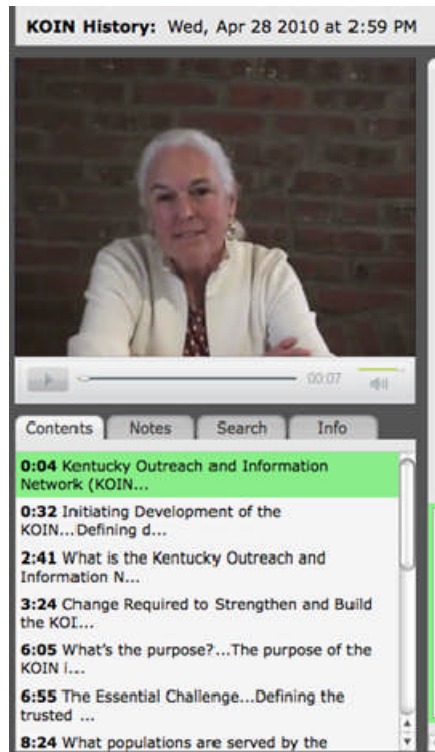 KOIN History: Wed, Apr 28 2010 at 2:59 PM
00:07
Contents Notes Search Info
0:04 Kentucky Outreach and Information
Network (KOIN...
0:32 Initiating Development of the
KOIN...Defining d...
2:41 What is the Kentucky Outreach and
Information N...
3:24 Change Required to Strengthen and Build
the KOI...
6:05 What's the purpose?...The purpose of the
KOIN i...
6:55 The Essential Challenge...Defining the
trusted ...
8:24 What populations are served by the